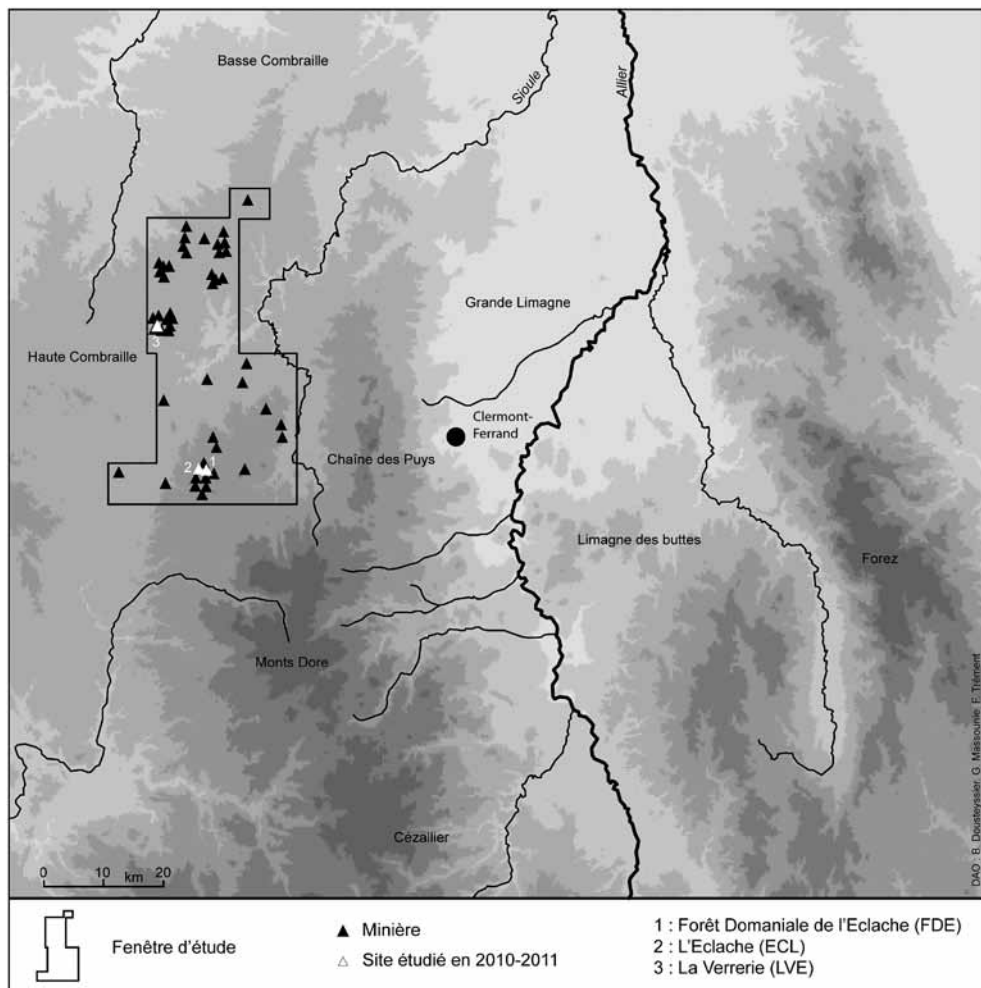 Basse Combraille
Sioule
Allier
Grande Limagne
3
Haute Combraille
Clermont-
Ferrand
Chaîne des Puys
2
1
Limagne des buttes
Forez
Monts Dore
Cézallier
0
km
20
DAO : B. Dousteyssier, G. Massounie, F. Trément
Fenêtre d'étude
Minière
Site étudié en 2010-2011
1 : Forêt Domaniale de l'Eclache (FDE)
2 : L'Eclache (ECL)
3 : La Verrerie (LVE)